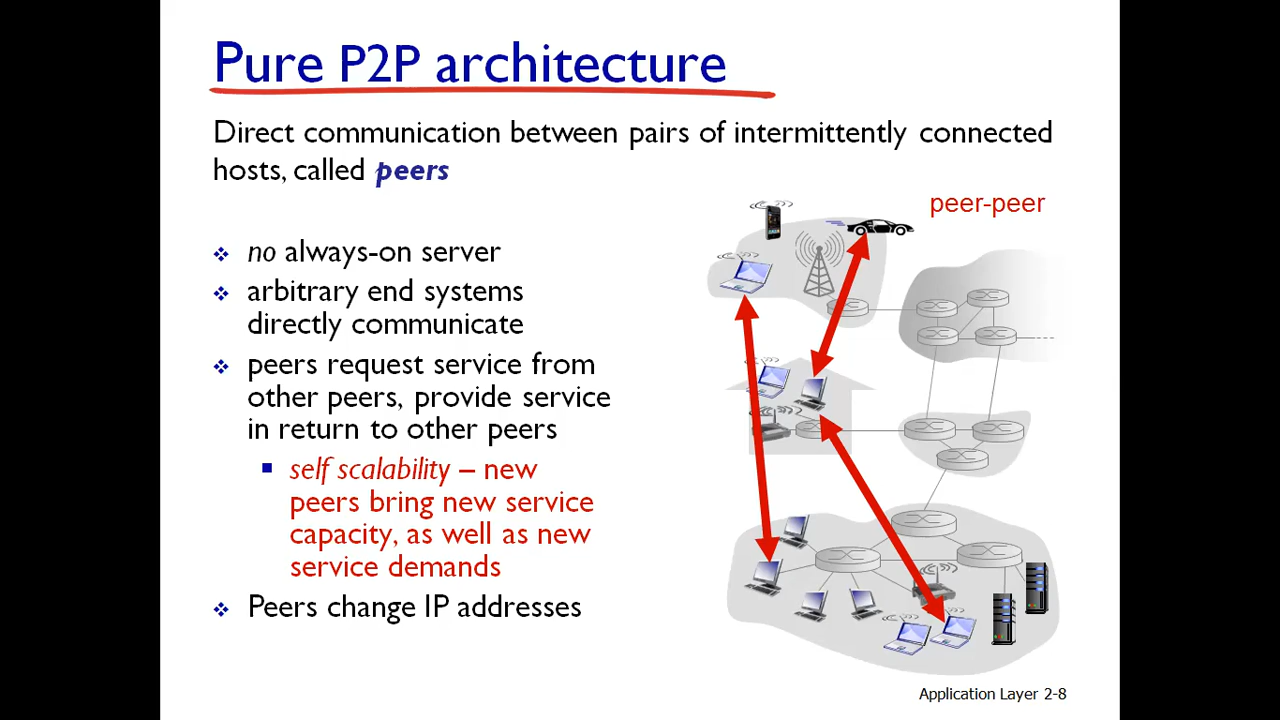 Pure P2P architecture
Direct communication between pairs of intermittently connected
hosts, called peers
peer-peer
no always-on server
arbitrary end systems
directly communicate
peers request service from
other peers, provide service
in return to other peers
self scalability – new
peers bring new service
capacity, as well as new
service demands
Peers change IP addresses
Application Layer 2-8